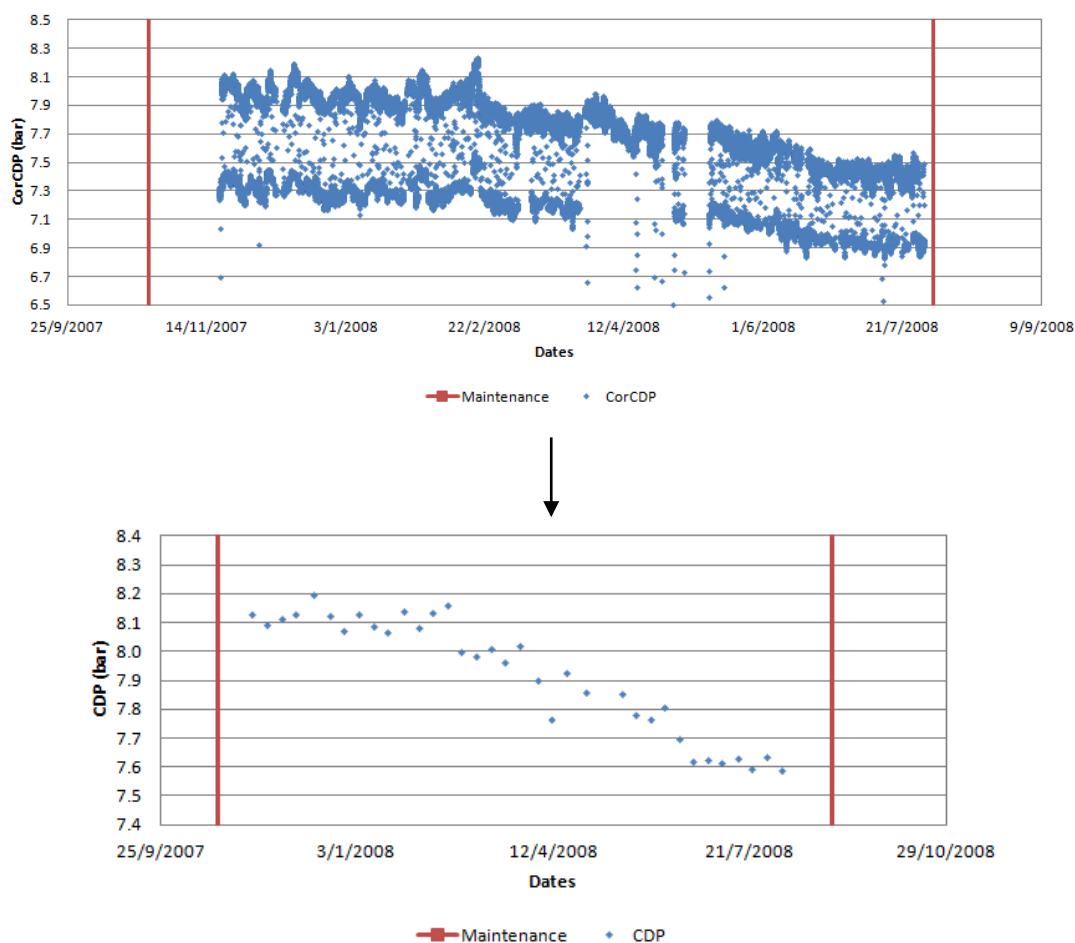 8.5
8.3
8.1
7.9
7.7
7.5
7.3
7.1
6.9
6.7
6.5
CorCDP (bar)
25/9/2007 14/11/2007 3/1/2008 22/2/2008 12/4/2008 1/6/2008 21/7/2008 9/9/2008
Dates
Maintenance CorCDP
8.4
8.3
8.2
8.1
8.0
7.9
7.8
7.7
7.6
7.5
7.4
CDP (bar)
25/9/2007 3/1/2008 12/4/2008 21/7/2008 29/10/2008
Dates
Maintenance CDP